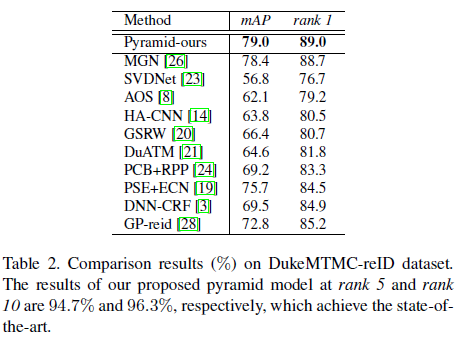 Method mAP rank 1
Pyramid-ours 79.0 89.0
MGN [26] 78.4 88.7
SVDNet [23] 56.8 76.7
AOS [8] 62.1 79.2
HA-CNN [14] 63.8 80.5
GSRW [20] 66.4 80.7
DuATM [21] 64.6 81.8
PCB+RPP [24] 69.2 83.3
PSE+ECN [19] 75.7 84.5
DNN-CRF [3] 69.5 84.9
GP-reid [28] 72.8 85.2
Table 2. Comparison results (%) on DukeMTMC-reID dataset.
The results of our proposed pyramid model at rank 5 and rank
10 are 94.7% and 96.3%, respectively, which achieve the state-of-
the-art.